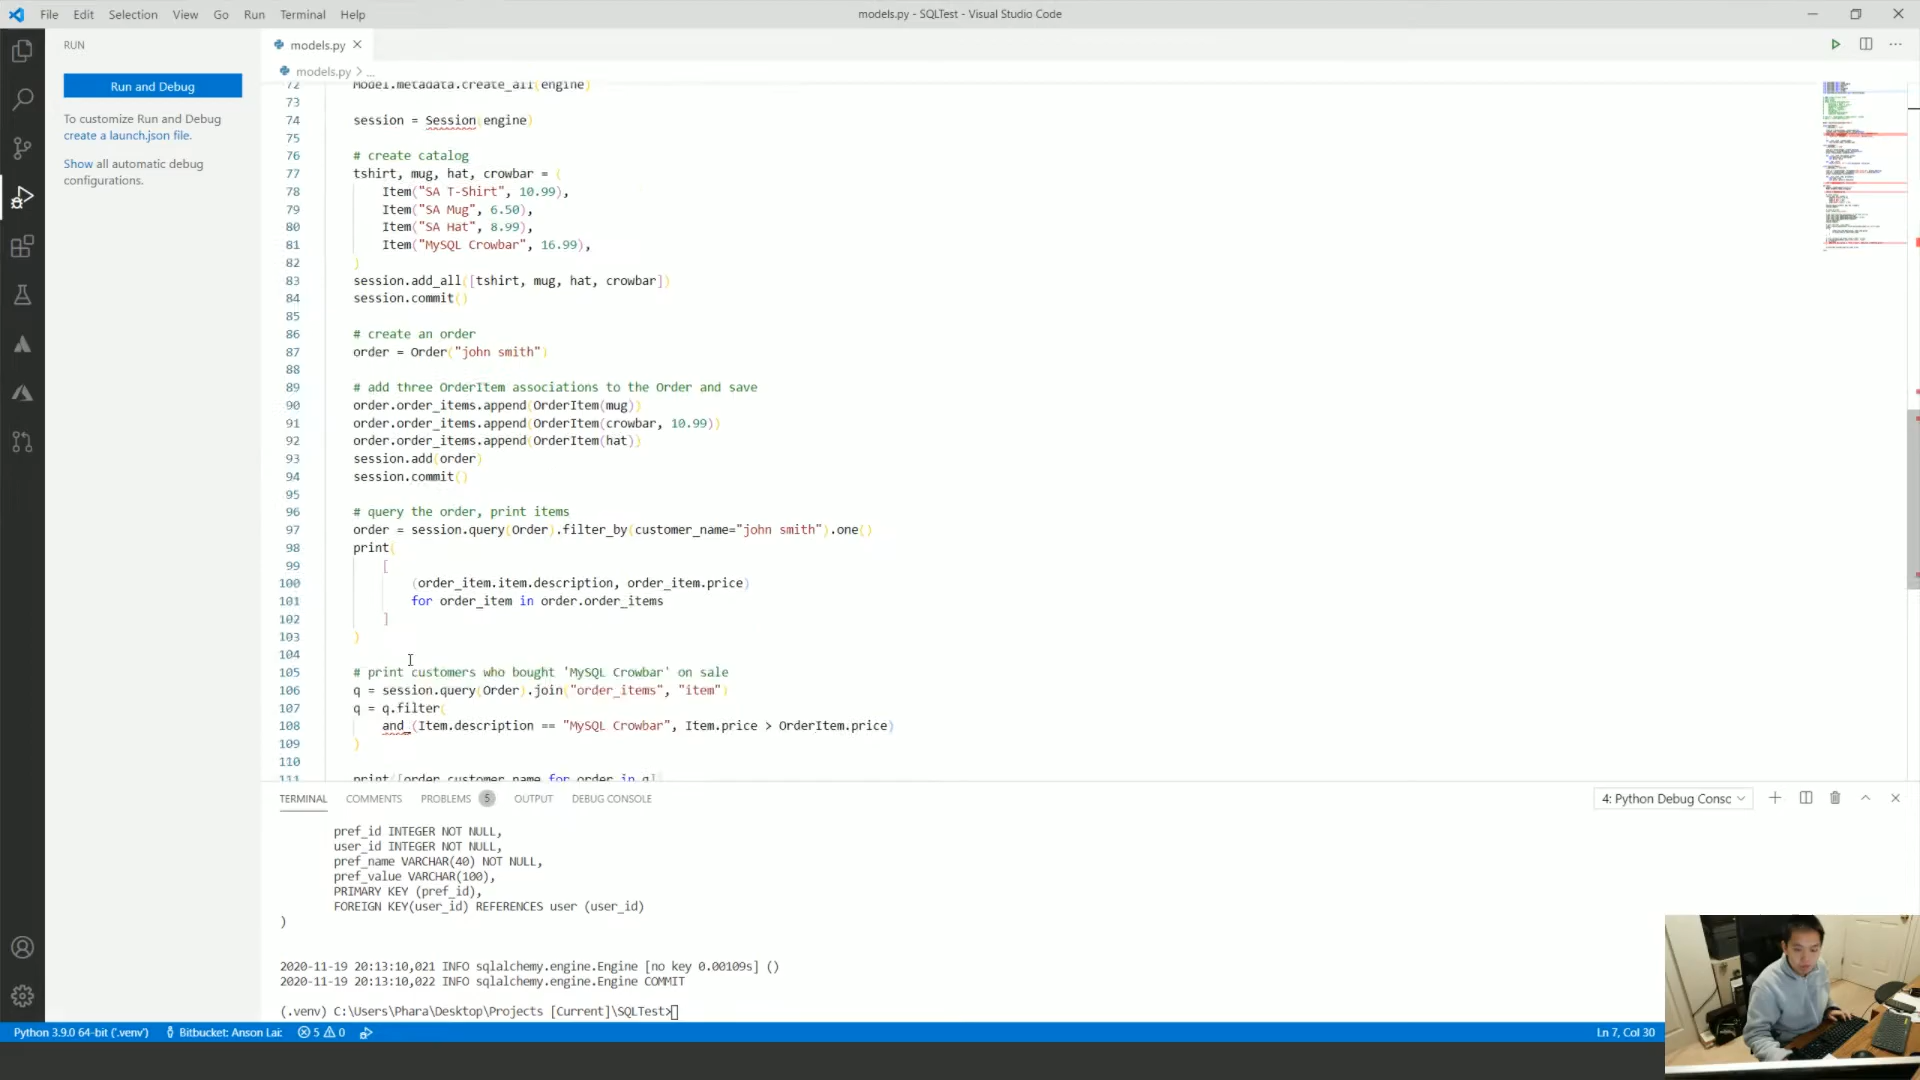 File Edit Selection View Go Run Terminal Help
models.py - SQLTest - Visual Studio Code
RUN
Run and Debug
To customize Run and Debug
create a launch.json file.
Show all automatic debug
configurations.
models.py
models.py > ...
72 Model.metadata.create_all(engine)
73
74 session = Session(engine)
75
76 # create catalog
77 tshirt, mug, hat, crowbar = (
78 Item("SA T-Shirt", 10.99),
79 Item("SA Mug", 6.50),
80 Item("SA Hat", 8.99),
81 Item("MySQL Crowbar", 16.99),
82 )
83 session.add_all([tshirt, mug, hat, crowbar])
84 session.commit()
85
86 # create an order
87 order = Order("john smith")
88
89 # add three OrderItem associations to the Order and save
90 order.order_items.append(OrderItem(mug))
91 order.order_items.append(OrderItem(crowbar, 10.99))
92 order.order_items.append(OrderItem(hat))
93 session.add(order)
94 session.commit()
95
96 # query the order, print items
97 order = session.query(Order).filter_by(customer_name="john smith").one()
98 print(
99 [
100 (order_item.item.description, order_item.price)
101 for order_item in order.order_items
102 ]
103 )
104
105 # print customers who bought 'MySQL Crowbar' on sale
106 q = session.query(Order).join("order_items", "item")
107 q = q.filter(
108 and_(Item.description == "MySQL Crowbar", Item.price > OrderItem.price)
109 )
110
111 print([order.customer_name for order in q])
TERMINAL COMMENTS PROBLEMS 5 OUTPUT DEBUG CONSOLE
4: Python Debug Consc
pref_id INTEGER NOT NULL,
user_id INTEGER NOT NULL,
pref_name VARCHAR(40) NOT NULL,
pref_value VARCHAR(100),
PRIMARY KEY (pref_id),
FOREIGN KEY(user_id) REFERENCES user (user_id)
)
2020-11-19 20:13:10,021 INFO sqlalchemy.engine.Engine [no key 0.00109s] ()
2020-11-19 20:13:10,022 INFO sqlalchemy.engine.Engine COMMIT
(.venv) C:\Users\Phara\Desktop\Projects [Current]\SQLTest>
Python 3.9.0 64-bit ('.venv') Bitbucket: Anson Lai: 5 0
Ln 7, Col 30